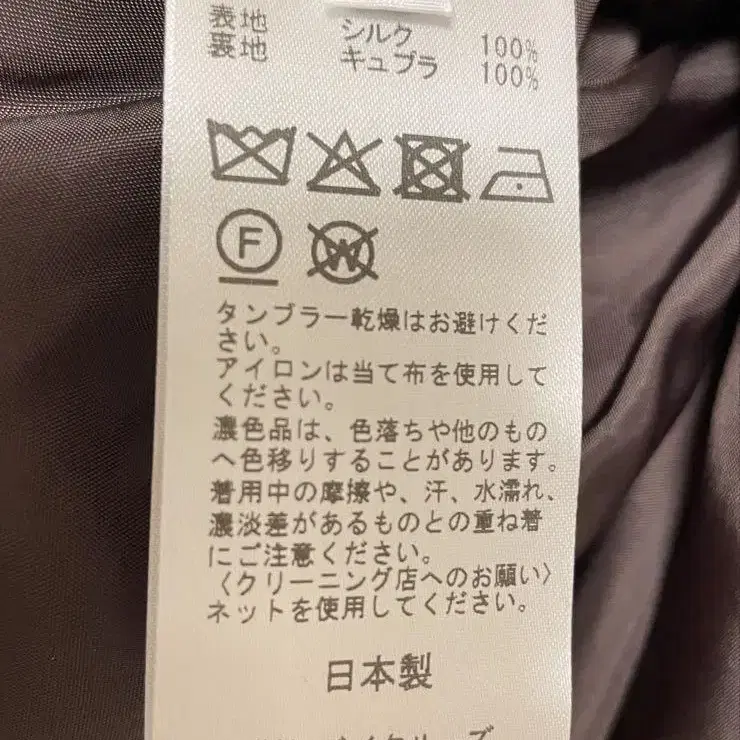 表地 シルク 100%
裏地 キュプラ 100%
F
W
タンブラー乾燥はお避けくだ
さい。
アイロンは当て布を使用して
ください。
濃色品は、色落ちや他のもの
へ色移りすることがあります。
着用中の摩擦や、汗、水濡れ、
濃淡差があるものとの重ね着
にご注意ください。
〈クリーニング店へのお願い〉
ネットを使用してください。
日本製